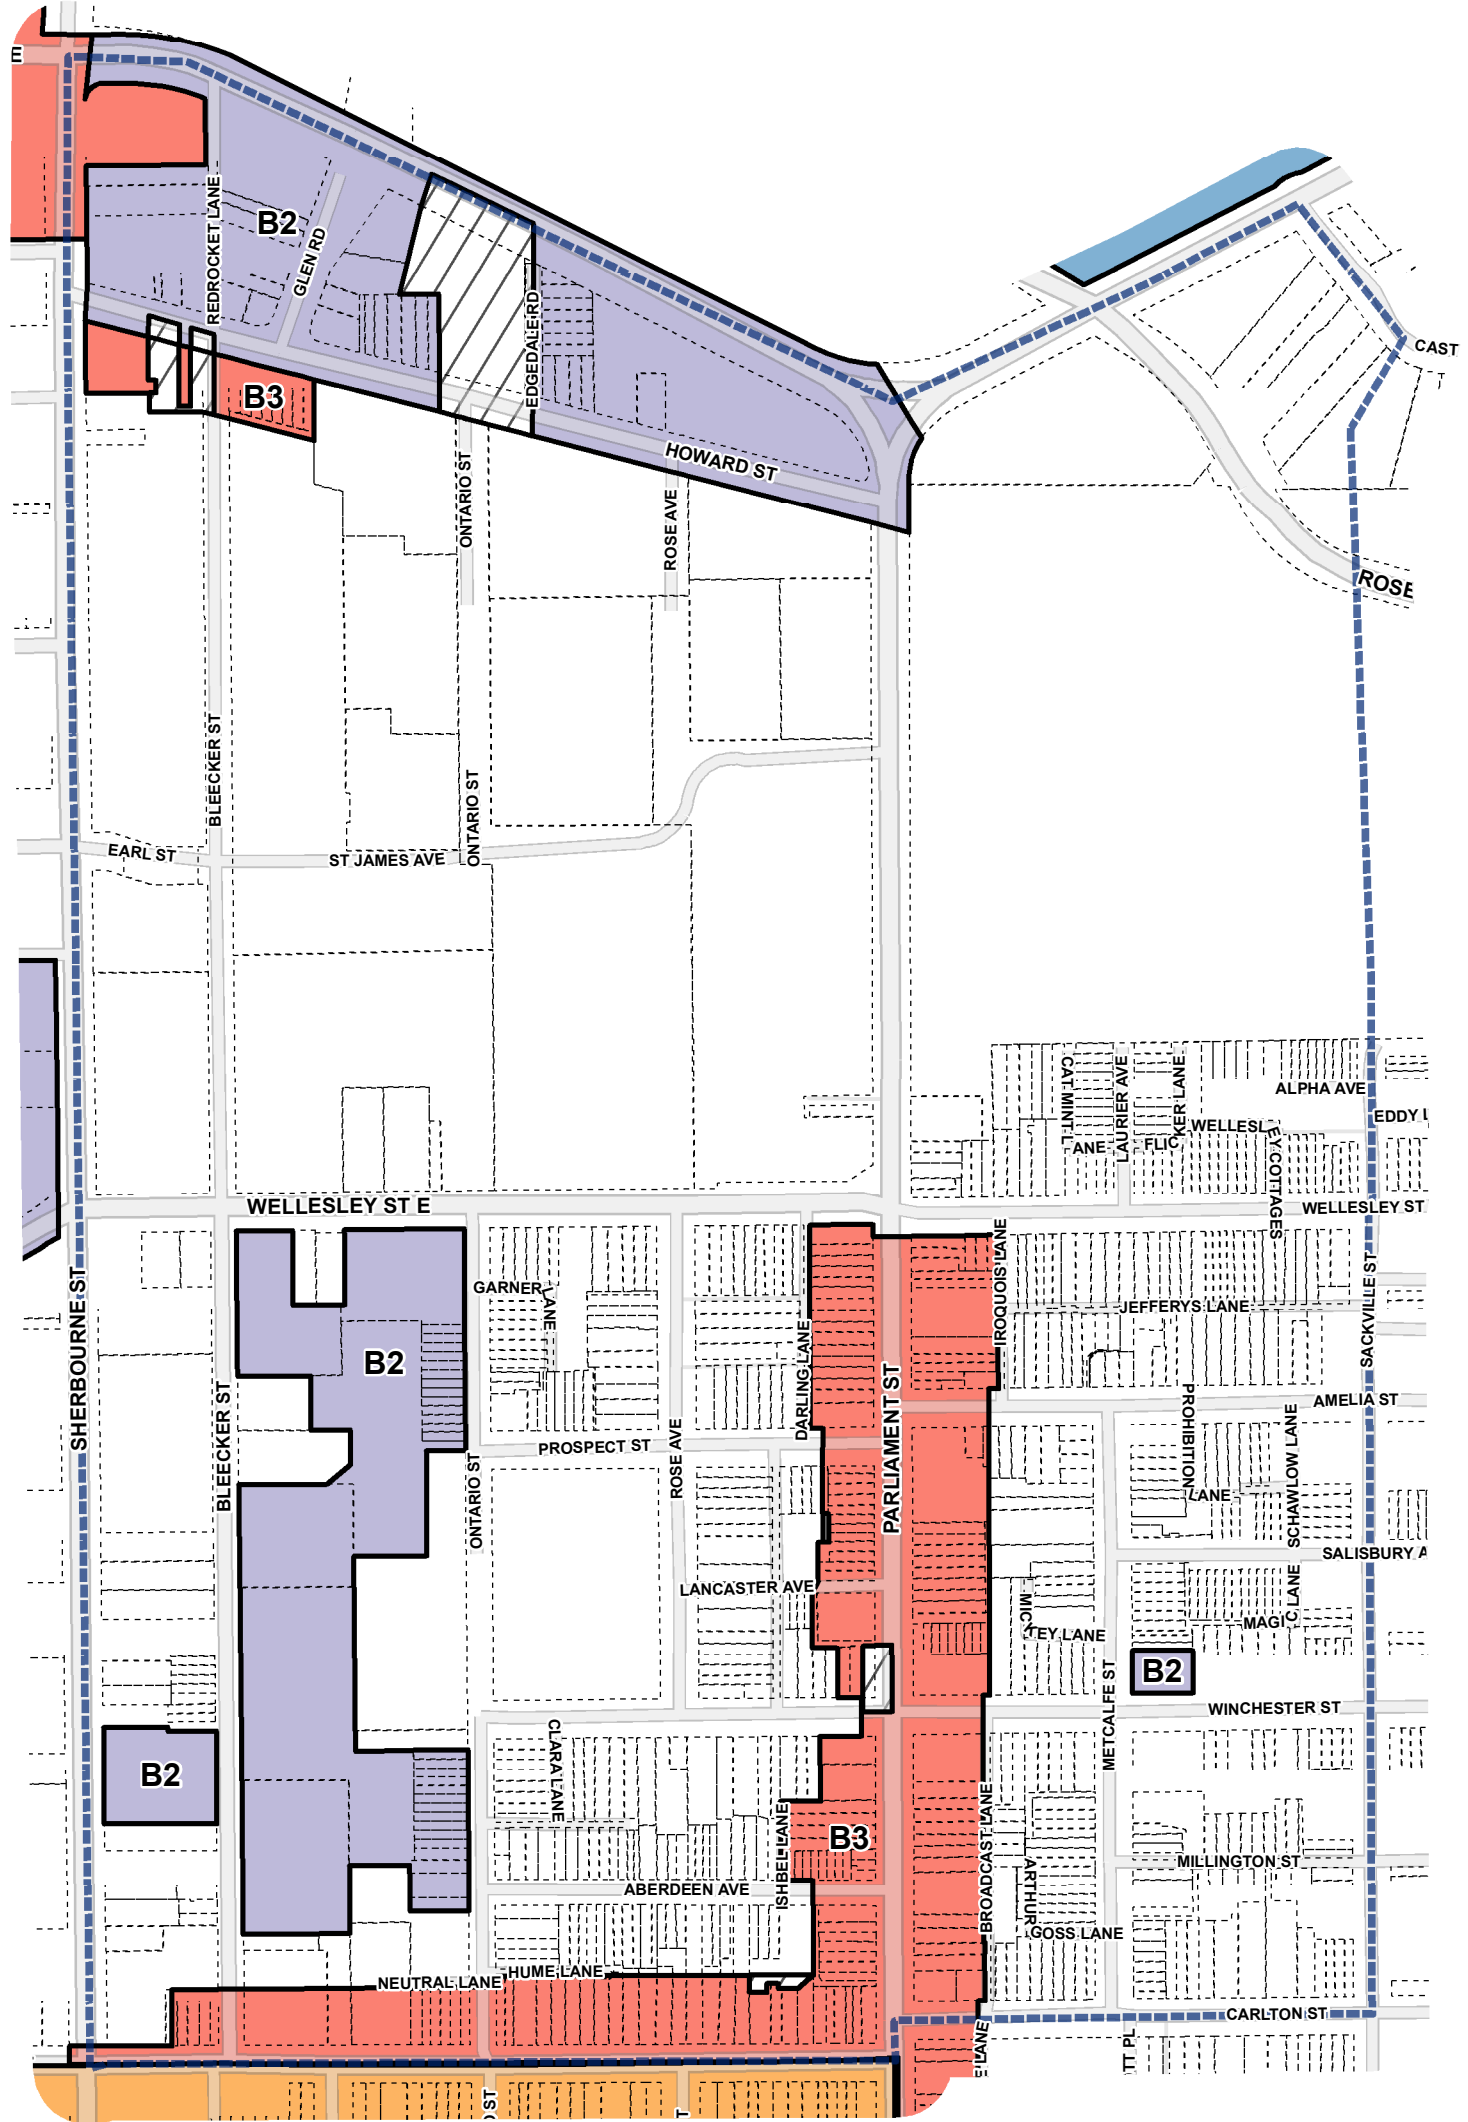 E
REDROCKET LANE
B2
GLEN RD
EDGEDALE RD
CAST
B3
HOWARD ST
ONTARIO ST
ROSE AVE
ROSE
BLEECKER ST
ONTARIO ST
EARL ST
ST JAMES AVE
CAT MINT LANE
LAURIER AVE
FLICKER LANE
ALPHA AVE
WELLESLEY COTTAGES
EDDY L
WELLESLEY ST E
WELLESLEY ST
SHERBOURNE ST
GARNER LANE
IROQUOIS LANE
JEFFERYS LANE
SACKVILLE ST
B2
DARLING LANE
PARLIAMENT ST
BLEECKER ST
AMELIA ST
PROHIBITION LANE
SCHAWLOW LANE
PROSPECT ST
ROSE AVE
ONTARIO ST
SALISBURY A
LANCASTER AVE
MICKEY LANE
MAGIC LANE
METCALFE ST
B2
WINCHESTER ST
B2
CLARA LANE
ISHBEL LANE
B3
BROADCAST LANE
MILLINGTON ST
ABERDEEN AVE
ARTHUR GOSS LANE
HUME LANE
NEUTRAL LANE
CARLTON ST
E LANE
TT PL
ST
T